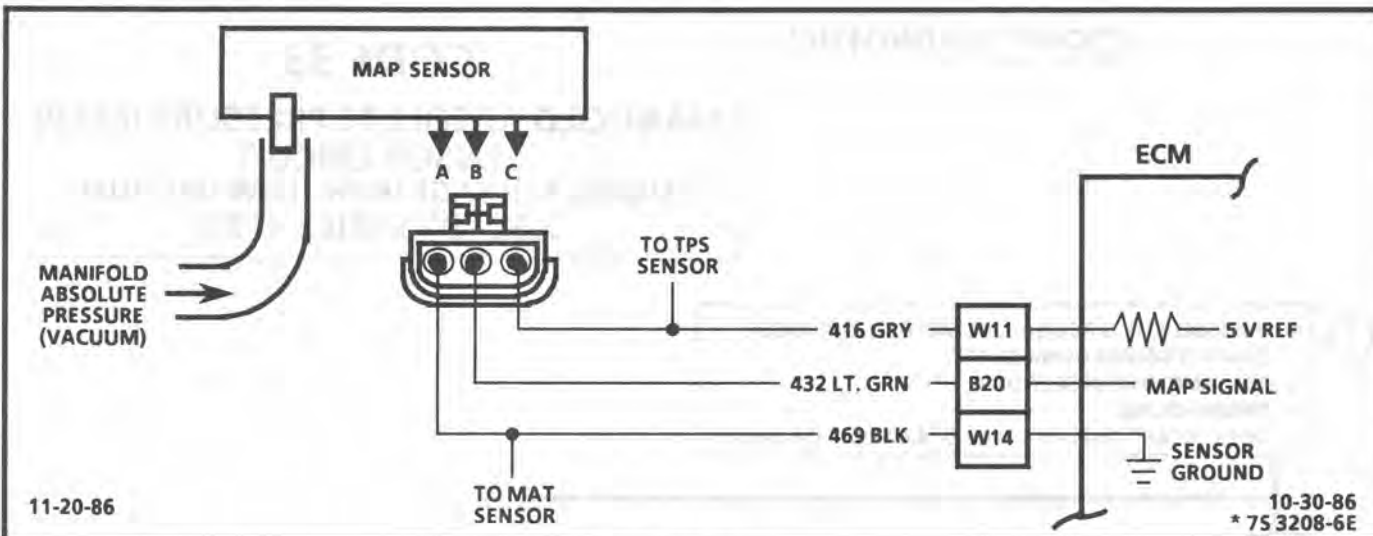 MAP SENSOR
A B C
ECM
MANIFOLD
ABSOLUTE
PRESSURE
(VACUUM)
TO TPS
SENSOR
416 GRY W11 5 V REF
432 LT. GRN B20 MAP SIGNAL
469 BLK W14
SENSOR
GROUND
TO MAT
SENSOR
11-20-86
10-30-86
* 7S 3208-6E